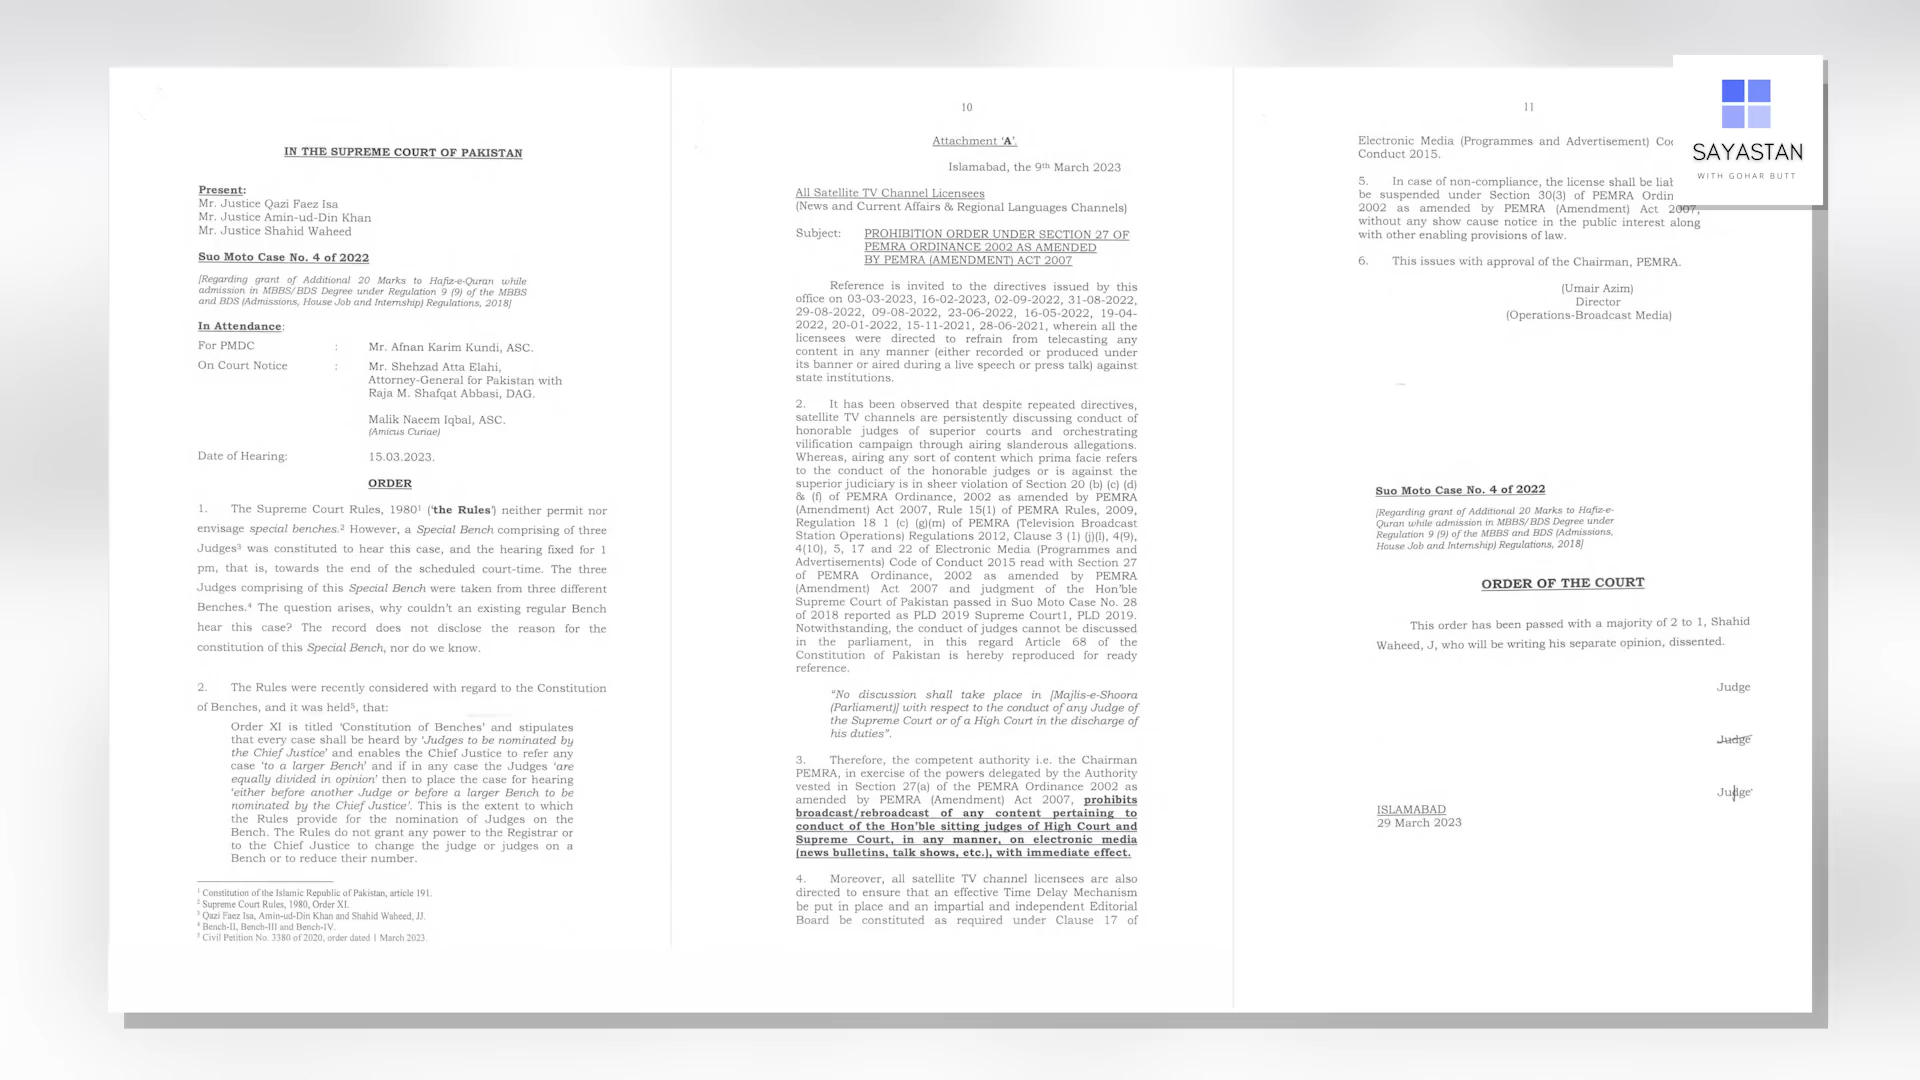 IN THE SUPREME COURT OF PAKISTAN
Present:
Mr. Justice Qazi Faez Isa
Mr. Justice Amin-ud-Din Khan
Mr. Justice Shahid Waheed
Suo Moto Case No. 4 of 2022
[Regarding grant of Additional 20 Marks to Hafiz-e-Quran while
admission in MBBS/BDS Degree under Regulation 9 (9) of the MBBS
and BDS (Admissions, House Job and Internship) Regulations, 2018]
In Attendance:
For PMDC : Mr. Afnan Karim Kundi, ASC.
On Court Notice : Mr. Shehzad Atta Elahi,
Attorney-General for Pakistan with
Raja M. Shafqat Abbasi, DAG.
Malik Naeem Iqbal, ASC.
(Amicus Curiae)
Date of Hearing: 15.03.2023.
ORDER
1. The Supreme Court Rules, 1980¹ ('the Rules') neither permit nor
envisage special benches.² However, a Special Bench comprising of three
Judges³ was constituted to hear this case, and the hearing fixed for 1
pm, that is, towards the end of the scheduled court-time. The three
Judges comprising of this Special Bench were taken from three different
Benches.⁴ The question arises, why couldn't an existing regular Bench
hear this case? The record does not disclose the reason for the
constitution of this Special Bench, nor do we know.
2. The Rules were recently considered with regard to the Constitution
of Benches, and it was held⁵, that:
Order XI is titled 'Constitution of Benches' and stipulates
that every case shall be heard by 'Judges to be nominated by
the Chief Justice' and enables the Chief Justice to refer any
case 'to a larger Bench' and if in any case the Judges 'are
equally divided in opinion' then to place the case for hearing
'either before another Judge or before a larger Bench to be
nominated by the Chief Justice'. This is the extent to which
the Rules provide for the nomination of Judges on the
Bench. The Rules do not grant any power to the Registrar or
to the Chief Justice to change the judge or judges on a
Bench or to reduce their number.
¹ Constitution of the Islamic Republic of Pakistan, article 191.
² Supreme Court Rules, 1980, Order XI.
³ Qazi Faez Isa, Amin-ud-Din Khan and Shahid Waheed, JJ.
⁴ Bench-II, Bench-III and Bench-IV.
⁵ Civil Petition No. 3380 of 2020, order dated 1 March 2023.
10
Attachment 'A'.
Islamabad, the 9th March 2023
All Satellite TV Channel Licensees
(News and Current Affairs & Regional Languages Channels)
Subject: PROHIBITION ORDER UNDER SECTION 27 OF
PEMRA ORDINANCE 2002 AS AMENDED
BY PEMRA (AMENDMENT) ACT 2007
Reference is invited to the directives issued by this
office on 03-03-2023, 16-02-2023, 02-09-2022, 31-08-2022,
29-08-2022, 09-08-2022, 23-06-2022, 16-05-2022, 19-04-
2022, 20-01-2022, 15-11-2021, 28-06-2021, wherein all the
licensees were directed to refrain from telecasting any
content in any manner (either recorded or produced under
its banner or aired during a live speech or press talk) against
state institutions.
2. It has been observed that despite repeated directives,
satellite TV channels are persistently discussing conduct of
honorable judges of superior courts and orchestrating
vilification campaign through airing slanderous allegations.
Whereas, airing any sort of content which prima facie refers
to the conduct of the honorable judges or is against the
superior judiciary is in sheer violation of Section 20 (b) (c) (d)
& (f) of PEMRA Ordinance, 2002 as amended by PEMRA
(Amendment) Act 2007, Rule 15(1) of PEMRA Rules, 2009,
Regulation 18 1 (c) (g)(m) of PEMRA (Television Broadcast
Station Operations) Regulations 2012, Clause 3 (1) (j)(l), 4(9),
4(10), 5, 17 and 22 of Electronic Media (Programmes and
Advertisements) Code of Conduct 2015 read with Section 27
of PEMRA Ordinance, 2002 as amended by PEMRA
(Amendment) Act 2007 and judgment of the Hon'ble
Supreme Court of Pakistan passed in Suo Moto Case No. 28
of 2018 reported as PLD 2019 Supreme Court1, PLD 2019.
Notwithstanding, the conduct of judges cannot be discussed
in the parliament, in this regard Article 68 of the
Constitution of Pakistan is hereby reproduced for ready
reference.
"No discussion shall take place in [Majlis-e-Shoora
(Parliament)] with respect to the conduct of any Judge of
the Supreme Court or of a High Court in the discharge of
his duties".
3. Therefore, the competent authority i.e. the Chairman
PEMRA, in exercise of the powers delegated by the Authority
vested in Section 27(a) of the PEMRA Ordinance 2002 as
amended by PEMRA (Amendment) Act 2007, prohibits
broadcast/rebroadcast of any content pertaining to
conduct of the Hon'ble sitting judges of High Court and
Supreme Court, in any manner, on electronic media
(news bulletins, talk shows, etc.), with immediate effect.
4. Moreover, all satellite TV channel licensees are also
directed to ensure that an effective Time Delay Mechanism
be put in place and an impartial and independent Editorial
Board be constituted as required under Clause 17 of
11
Electronic Media (Programmes and Advertisement) Co
Conduct 2015.
5. In case of non-compliance, the license shall be lia
be suspended under Section 30(3) of PEMRA Ordin
2002 as amended by PEMRA (Amendment) Act 2007,
without any show cause notice in the public interest along
with other enabling provisions of law.
6. This issues with approval of the Chairman, PEMRA.
(Umair Azim)
Director
(Operations-Broadcast Media)
Suo Moto Case No. 4 of 2022
[Regarding grant of Additional 20 Marks to Hafiz-e-
Quran while admission in MBBS/BDS Degree under
Regulation 9 (9) of the MBBS and BDS (Admissions,
House Job and Internship) Regulations, 2018]
ORDER OF THE COURT
This order has been passed with a majority of 2 to 1, Shahid
Waheed, J, who will be writing his separate opinion, dissented.
Judge
Judge
Judge
ISLAMABAD
29 March 2023
SAYASTAN
WITH GOHAR BUTT